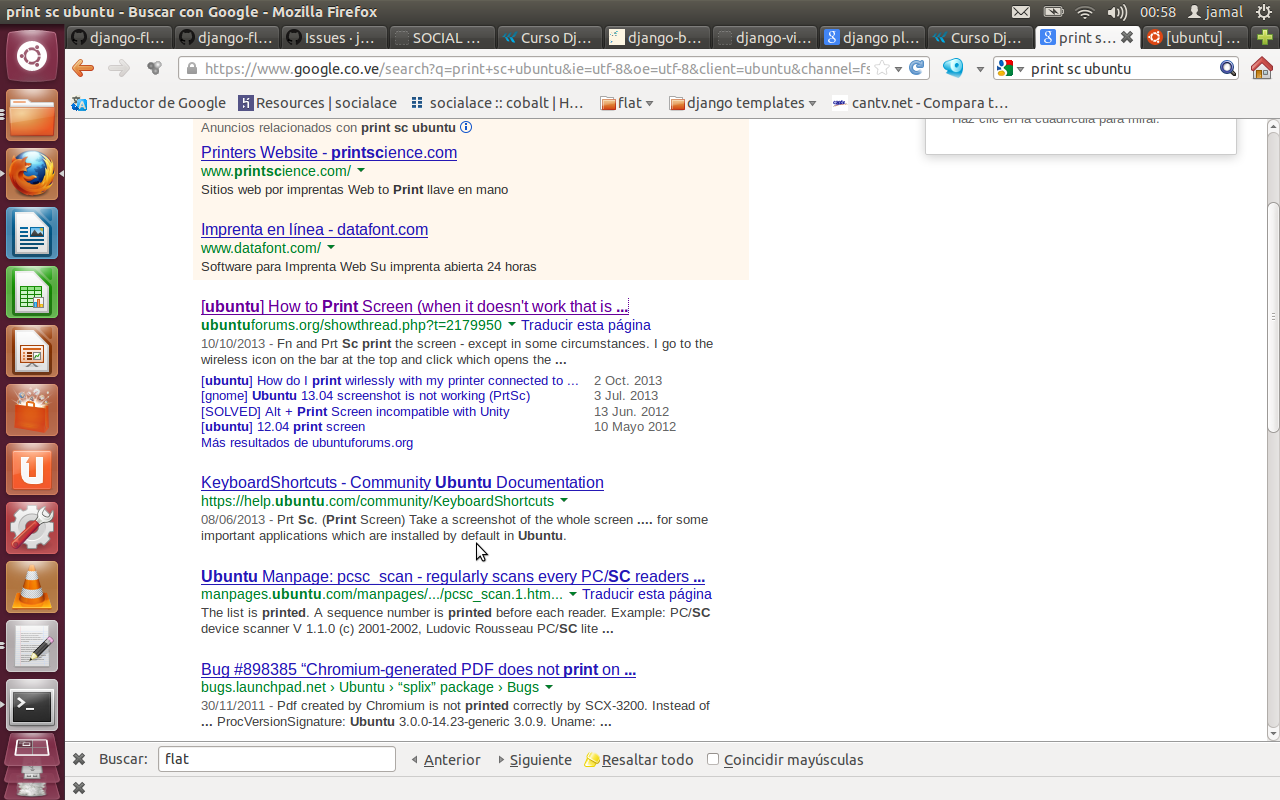 print sc ubuntu - Buscar con Google - Mozilla Firefox
00:58 jamal
django-fl... django-fl... Issues · j... SOCIAL ... Curso Dj... django-b... django-vi... django pl... Curso Dj... print s... [ubuntu] ...
https://www.google.co.ve/search?q=print+sc+ubuntu&ie=utf-8&oe=utf-8&client=ubuntu&channel=fs print sc ubuntu
Traductor de Google Resources | socialace socialace :: cobalt | H... flat django templates cantv.net - Compara t...
Haz clic en la cuadrícula para mirar.
Anuncios relacionados con print sc ubuntu
Printers Website - printscience.com
www.printscience.com/
Sitios web por imprentas Web to Print llave en mano
Imprenta en línea - datafont.com
www.datafont.com/
Software para Imprenta Web Su imprenta abierta 24 horas
[ubuntu] How to Print Screen (when it doesn't work that is ...
ubuntuforums.org/showthread.php?t=2179950 Traducir esta página
10/10/2013 - Fn and Prt Sc print the screen - except in some circumstances. I go to the
wireless icon on the bar at the top and click which opens the ...
[ubuntu] How do I print wirlessly with my printer connected to ... 2 Oct. 2013
[gnome] Ubuntu 13.04 screenshot is not working (PrtSc) 3 Jul. 2013
[SOLVED] Alt + Print Screen incompatible with Unity 13 Jun. 2012
[ubuntu] 12.04 print screen 10 Mayo 2012
Más resultados de ubuntuforums.org
KeyboardShortcuts - Community Ubuntu Documentation
https://help.ubuntu.com/community/KeyboardShortcuts
08/06/2013 - Prt Sc. (Print Screen) Take a screenshot of the whole screen .... for some
important applications which are installed by default in Ubuntu.
Ubuntu Manpage: pcsc_scan - regularly scans every PC/SC readers ...
manpages.ubuntu.com/manpages/.../pcsc_scan.1.htm... Traducir esta página
The list is printed. A sequence number is printed before each reader. Example: PC/SC
device scanner V 1.1.0 (c) 2001-2002, Ludovic Rousseau PC/SC lite ...
Bug #898385 “Chromium-generated PDF does not print on ...
bugs.launchpad.net › Ubuntu › “splix” package › Bugs
30/11/2011 - Pdf created by Chromium is not printed correctly by SCX-3200. Instead of
... ProcVersionSignature: Ubuntu 3.0.0-14.23-generic 3.0.9. Uname: ...
Buscar: flat Anterior Siguiente Resaltar todo Coincidir mayúsculas